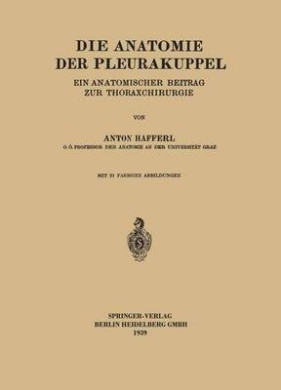 DIE ANATOMIE
DER PLEURAKUPPEL
EIN ANATOMISCHER BEITRAG
ZUR THORAXCHIRURGIE
VON
ANTON HAFFERL
O.Ö. PROFESSOR DER ANATOMIE AN DER UNIVERSITÄT GRAZ
MIT 21 FARBIGEN ABBILDUNGEN
SPRINGER-VERLAG
BERLIN HEIDELBERG GMBH
1939